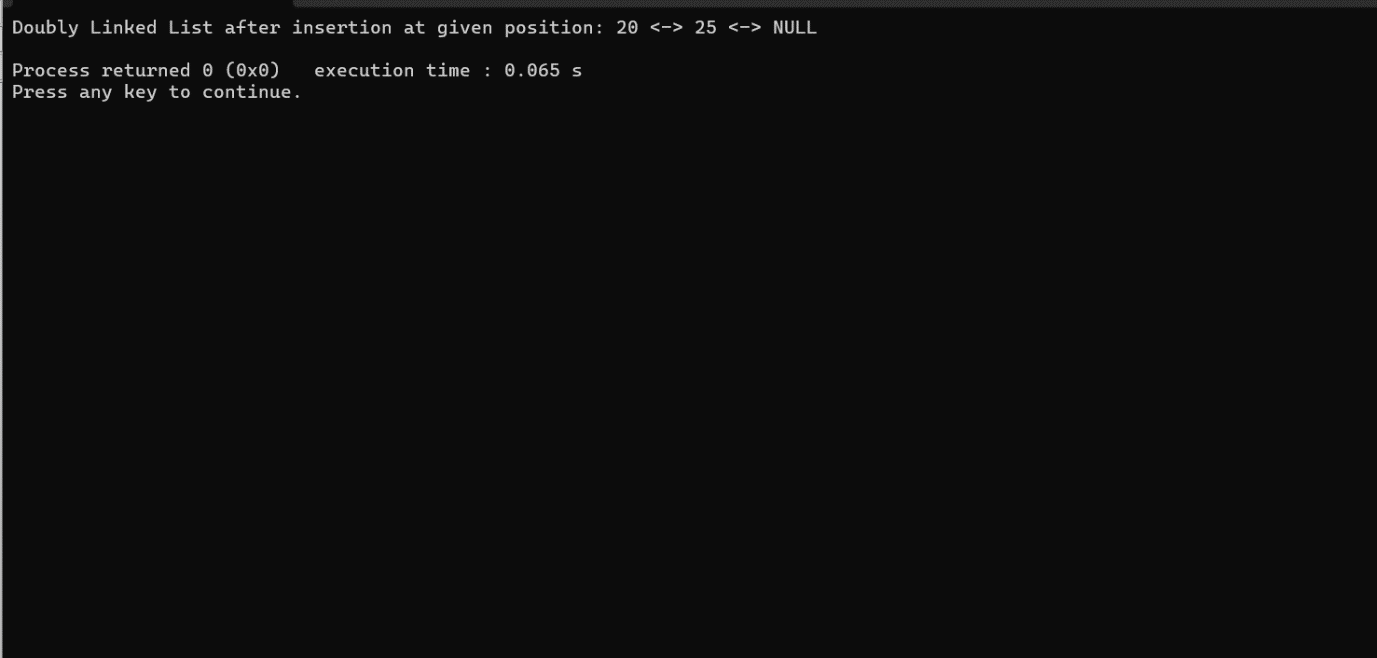 Doubly Linked List after insertion at given position: 20 <-> 25 <-> NULL
Process returned 0 (0x0)   execution time : 0.065 s
Press any key to continue.